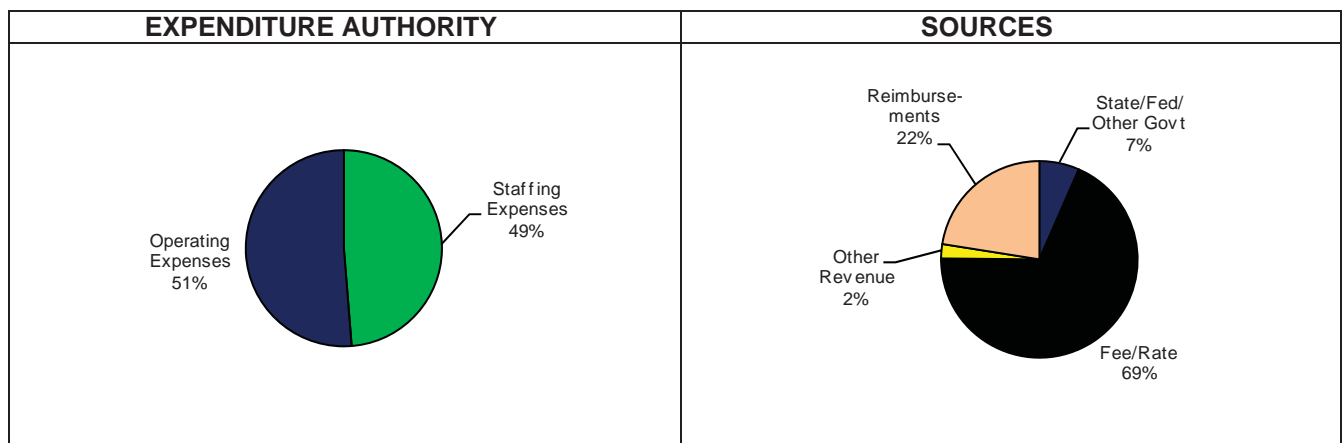 EXPENDITURE AUTHORITY
Staffing
Expenses
49%
Operating
Expenses
51%
SOURCES
Reimburse-
ments
22%
State/Fed/
Other Govt
7%
Other
Revenue
2%
Fee/Rate
69%